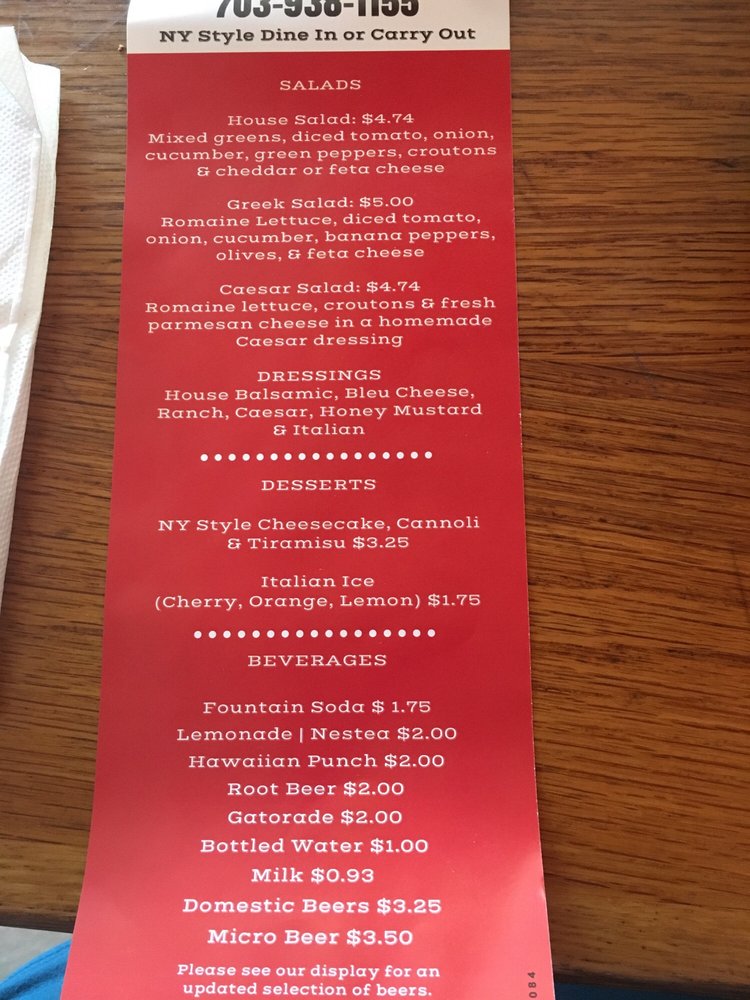 703-938-1155
NY Style Dine In or Carry Out
SALADS
House Salad: $4.74
Mixed greens, diced tomato, onion,
cucumber, green peppers, croutons
& cheddar or feta cheese
Greek Salad: $5.00
Romaine Lettuce, diced tomato,
onion, cucumber, banana peppers,
olives, & feta cheese
Caesar Salad: $4.74
Romaine lettuce, croutons & fresh
parmesan cheese in a homemade
Caesar dressing
DRESSINGS
House Balsamic, Bleu Cheese,
Ranch, Caesar, Honey Mustard
& Italian
DESSERTS
NY Style Cheesecake, Cannoli
& Tiramisu $3.25
Italian Ice
(Cherry, Orange, Lemon) $1.75
BEVERAGES
Fountain Soda $ 1.75
Lemonade | Nestea $2.00
Hawaiian Punch $2.00
Root Beer $2.00
Gatorade $2.00
Bottled Water $1.00
Milk $0.93
Domestic Beers $3.25
Micro Beer $3.50
Please see our display for an
updated selection of beers.
084